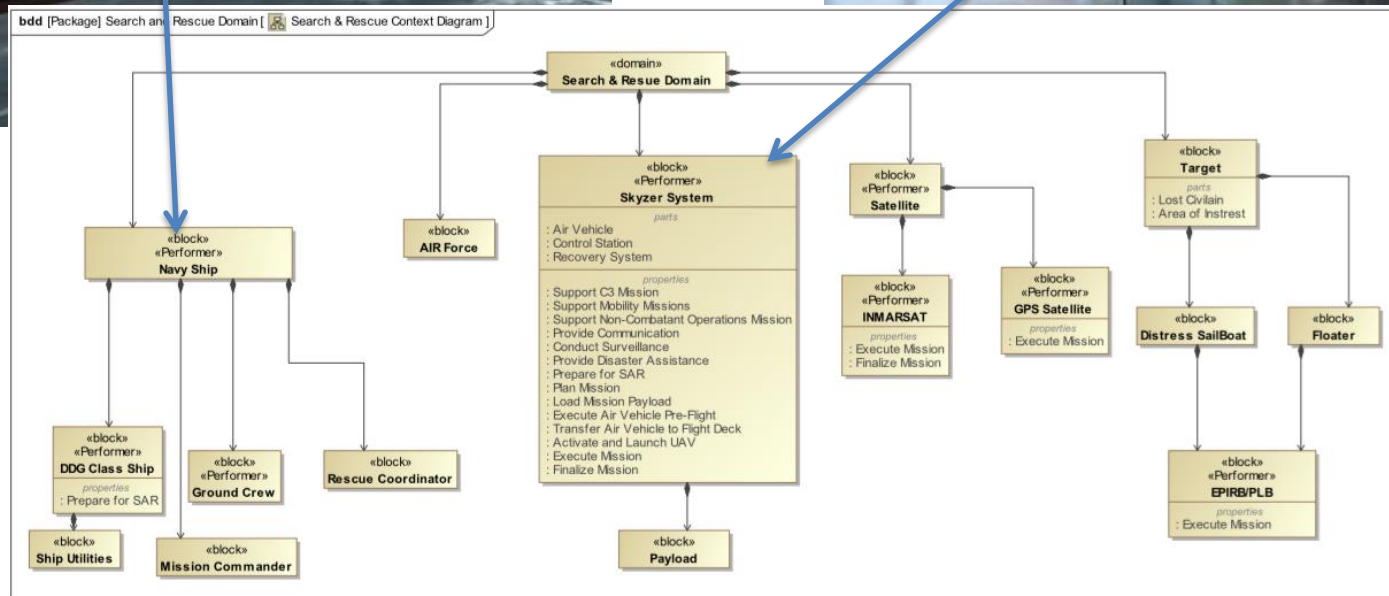 bdd [Package] Search and Rescue Domain [ Search & Rescue Context Diagram ]
«domain»
Search & Resue Domain
«block»
«Performer»
Navy Ship
«block»
AIR Force
«block»
«Performer»
Skyzer System
parts
: Air Vehicle
: Control Station
: Recovery System
properties
: Support C3 Mission
: Support Mobility Missions
: Support Non-Combatant Operations Mission
: Provide Communication
: Conduct Surveillance
: Provide Disaster Assistance
: Prepare for SAR
: Plan Mission
: Load Mission Payload
: Execute Air Vehicle Pre-Flight
: Transfer Air Vehicle to Flight Deck
: Activate and Launch UAV
: Execute Mission
: Finalize Mission
«block»
«Performer»
Satellite
«block»
Target
parts
: Lost Civilain
: Area of Instrest
«block»
«Performer»
INMARSAT
properties
: Execute Mission
: Finalize Mission
«block»
«Performer»
GPS Satellite
properties
: Execute Mission
«block»
Distress SailBoat
«block»
Floater
«block»
«Performer»
DDG Class Ship
properties
: Prepare for SAR
«block»
«Performer»
Ground Crew
«block»
Rescue Coordinator
«block»
«Performer»
EPIRB/PLB
properties
: Execute Mission
«block»
Ship Utilities
«block»
Mission Commander
«block»
Payload